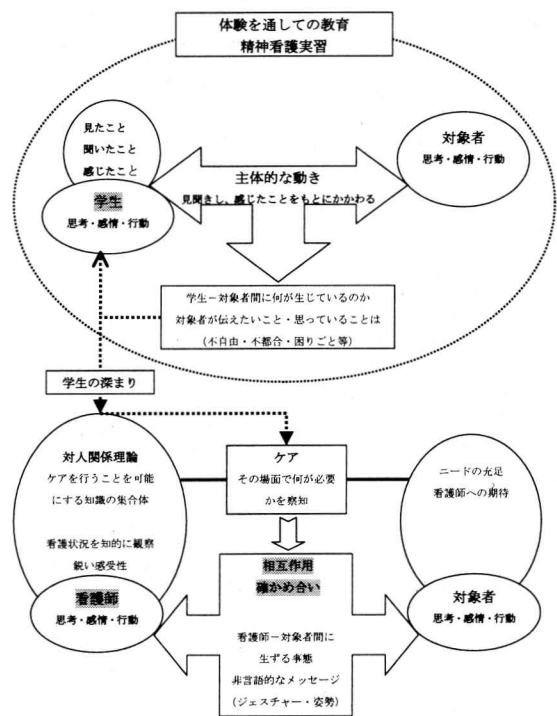 体験を通しての教育
精神看護実習
見たこと
聞いたこと
感じたこと
学生
思考・感情・行動
対象者
思考・感情・行動
主体的な動き
見聞きし、感じたことをもとにかかわる
学生－対象者間に何が生じているのか
対象者が伝えたいこと・思っていることは
(不自由・不都合・困りごと等)
学生の深まり
対人関係理論
ケアを行うことを可能
にする知識の集合体
看護状況を知的に観察
鋭い感受性
看護師
思考・感情・行動
ケア
その場面で何が必要
かを察知
ニードの充足
看護師への期待
対象者
思考・感情・行動
相互作用
確かめ合い
看護師－対象者間に
生ずる事態
非言語的なメッセージ
(ジェスチャー・姿勢)